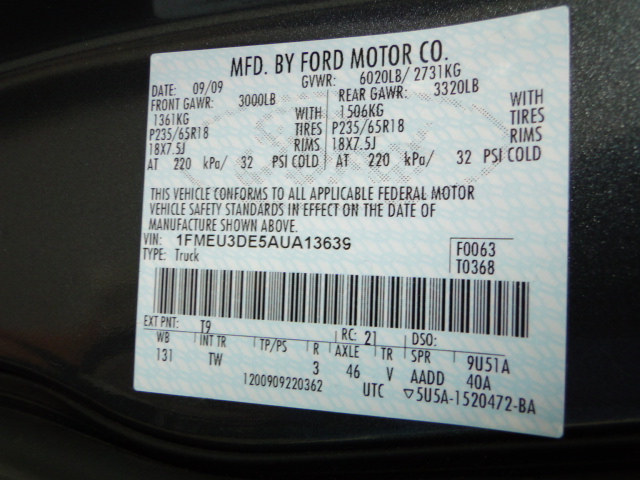 MFD. BY FORD MOTOR CO.
DATE: 09/09 GVWR: 6020LB/ 2731KG
FRONT GAWR: 3000LB REAR GAWR: 3320LB
1361KG WITH 1506KG WITH
P235/65R18 TIRES P235/65R18 TIRES
18X7.5J RIMS 18X7.5J RIMS
AT 220 kPa/ 32 PSI COLD AT 220 kPa/ 32 PSI COLD
THIS VEHICLE CONFORMS TO ALL APPLICABLE FEDERAL MOTOR
VEHICLE SAFETY STANDARDS IN EFFECT ON THE DATE OF
MANUFACTURE SHOWN ABOVE.
VIN: 1FMEU3DE5AUA13639 F0063
TYPE: Truck T0368
EXT PNT: T9 RC: 21 DSO:
WB INT TR TP/PS R AXLE TR SPR 9U51A
131 TW 3 46 V AADD 40A
1200909220362 UTC ▽5U5A-1520472-BA